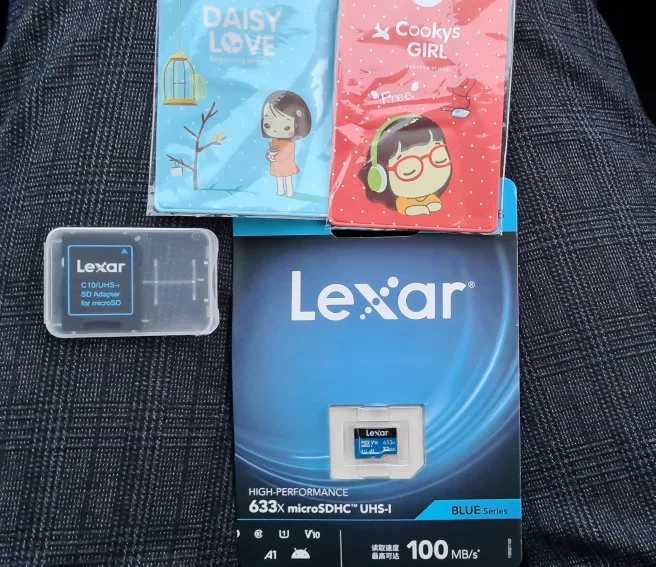 DAISY
LOVE
Cookys
GIRL
Free
Lexar
C10/UHS-I
SD Adapter
for microSD
Lexar®
Lexar
633x
HIGH-PERFORMANCE
633x microSDHC™ UHS-I
BLUE Series
V10
A1
读取速度
最高可达
100 MB/s*